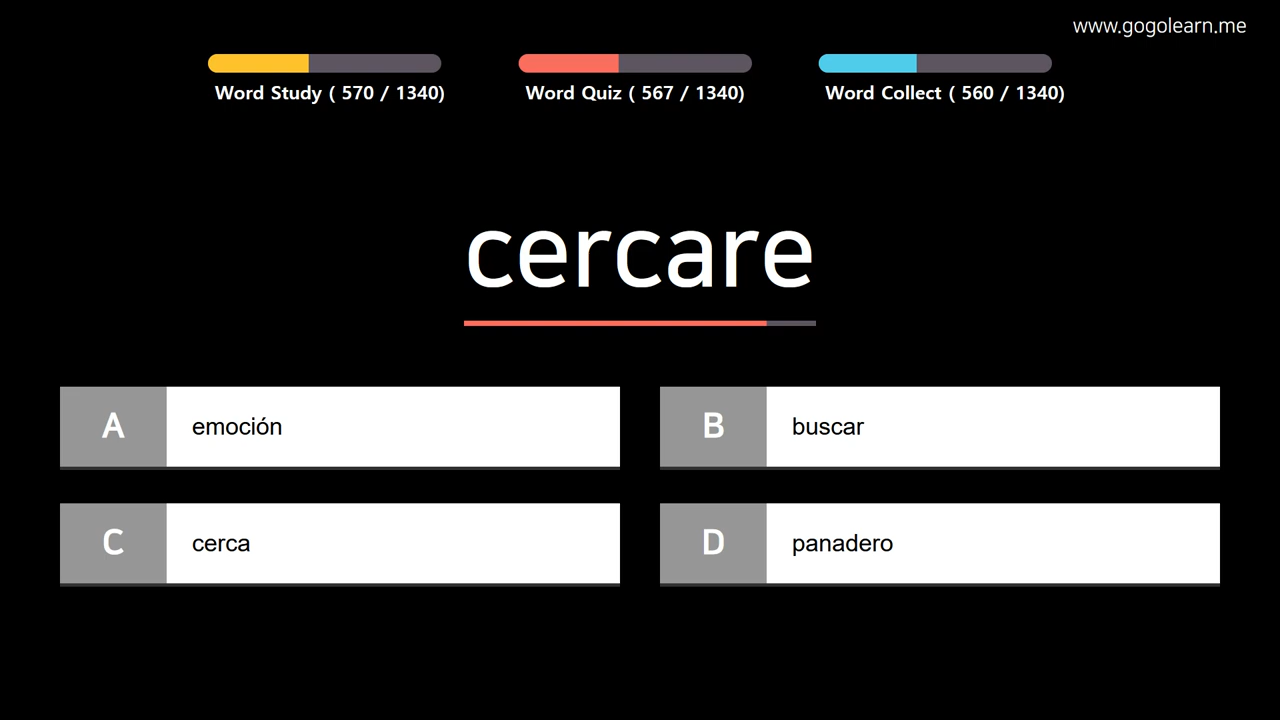 www.gogolearn.me
Word Study ( 570 / 1340)
Word Quiz ( 567 / 1340)
Word Collect ( 560 / 1340)
cercare
A emoción
B buscar
C cerca
D panadero